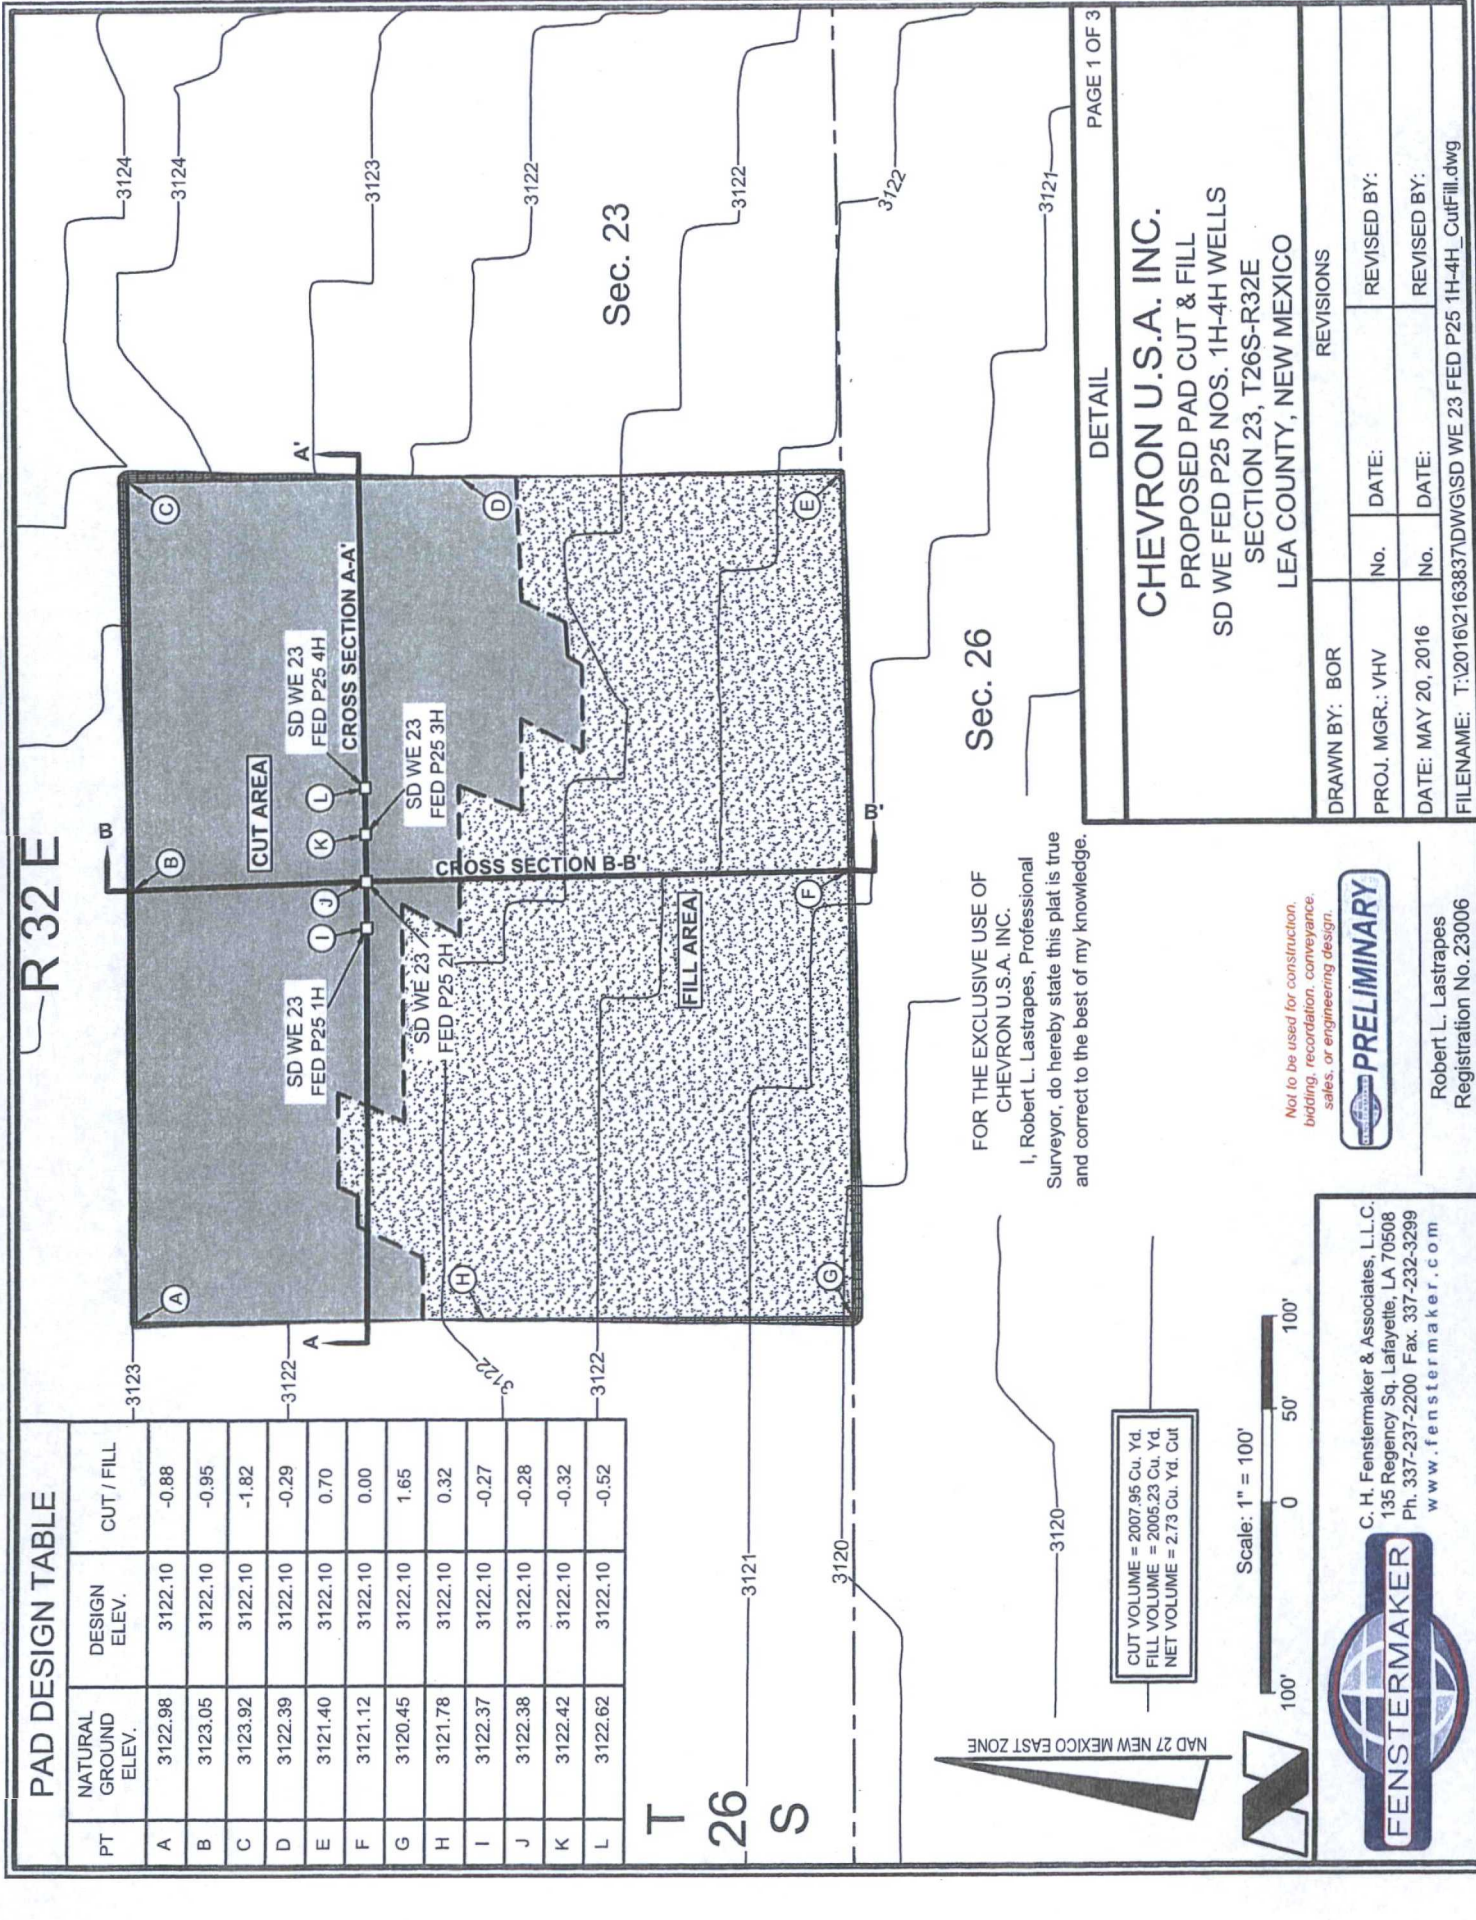 R 32 E
PAD DESIGN TABLE
PT NATURAL GROUND ELEV. DESIGN ELEV. CUT / FILL
A 3122.98 3122.10 -0.88
B 3123.05 3122.10 -0.95
C 3123.92 3122.10 -1.82
D 3122.39 3122.10 -0.29
E 3121.40 3122.10 0.70
F 3121.12 3122.10 0.00
G 3120.45 3122.10 1.65
H 3121.78 3122.10 0.32
I 3122.37 3122.10 -0.27
J 3122.38 3122.10 -0.28
K 3122.42 3122.10 -0.32
L 3122.62 3122.10 -0.52
T
26
S
3123
3122
3122
3122
3121
3120
3120
3124
3124
3123
3122
3122
3122
3121
A
B
C
D
E
F
G
H
I
J
K
L
A
A'
B
B'
CUT AREA
FILL AREA
SD WE 23
FED P25 1H
SD WE 23
FED P25 2H
SD WE 23
FED P25 3H
SD WE 23
FED P25 4H
CROSS SECTION A-A'
CROSS SECTION B-B'
Sec. 23
Sec. 26
FOR THE EXCLUSIVE USE OF
CHEVRON U.S.A. INC.
I, Robert L. Lastrapes, Professional
Surveyor, do hereby state this plat is true
and correct to the best of my knowledge.
NAD 27 NEW MEXICO EAST ZONE
CUT VOLUME = 2007.95 Cu. Yd.
FILL VOLUME = 2005.23 Cu. Yd.
NET VOLUME = 2.73 Cu. Yd. Cut
Scale: 1" = 100'
100' 0 50' 100'
FENSTERMAKER
C. H. Fenstermaker & Associates, L.L.C.
135 Regency Sq. Lafayette, LA 70508
Ph. 337-237-2200 Fax. 337-232-3299
www.fenstermaker.com
Not to be used for construction,
bidding, recordation, conveyance,
sales, or engineering design.
PRELIMINARY
Robert L. Lastrapes
Registration No. 23006
DETAIL PAGE 1 OF 3
CHEVRON U.S.A. INC.
PROPOSED PAD CUT & FILL
SD WE FED P25 NOS. 1H-4H WELLS
SECTION 23, T26S-R32E
LEA COUNTY, NEW MEXICO
DRAWN BY: BOR REVISIONS
PROJ. MGR.: VHV No. DATE: REVISED BY:
DATE: MAY 20, 2016 No. DATE: REVISED BY:
FILENAME: T:\2016\2163837\DWG\SD WE 23 FED P25 1H-4H_CutFill.dwg